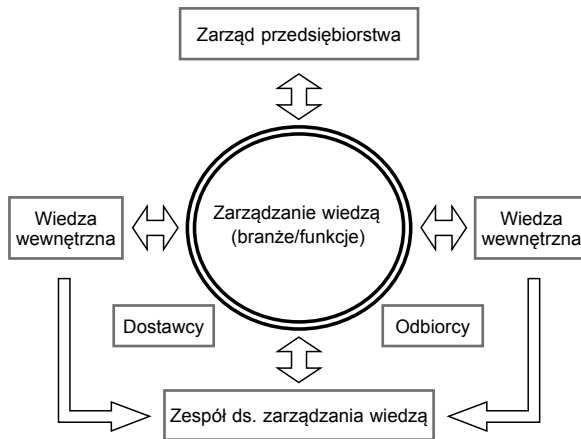 Zarząd przedsiębiorstwa
Wiedza
wewnętrzna
Zarządzanie wiedzą
(branże/funkcje)
Wiedza
wewnętrzna
Dostawcy
Odbiorcy
Zespół ds. zarządzania wiedzą